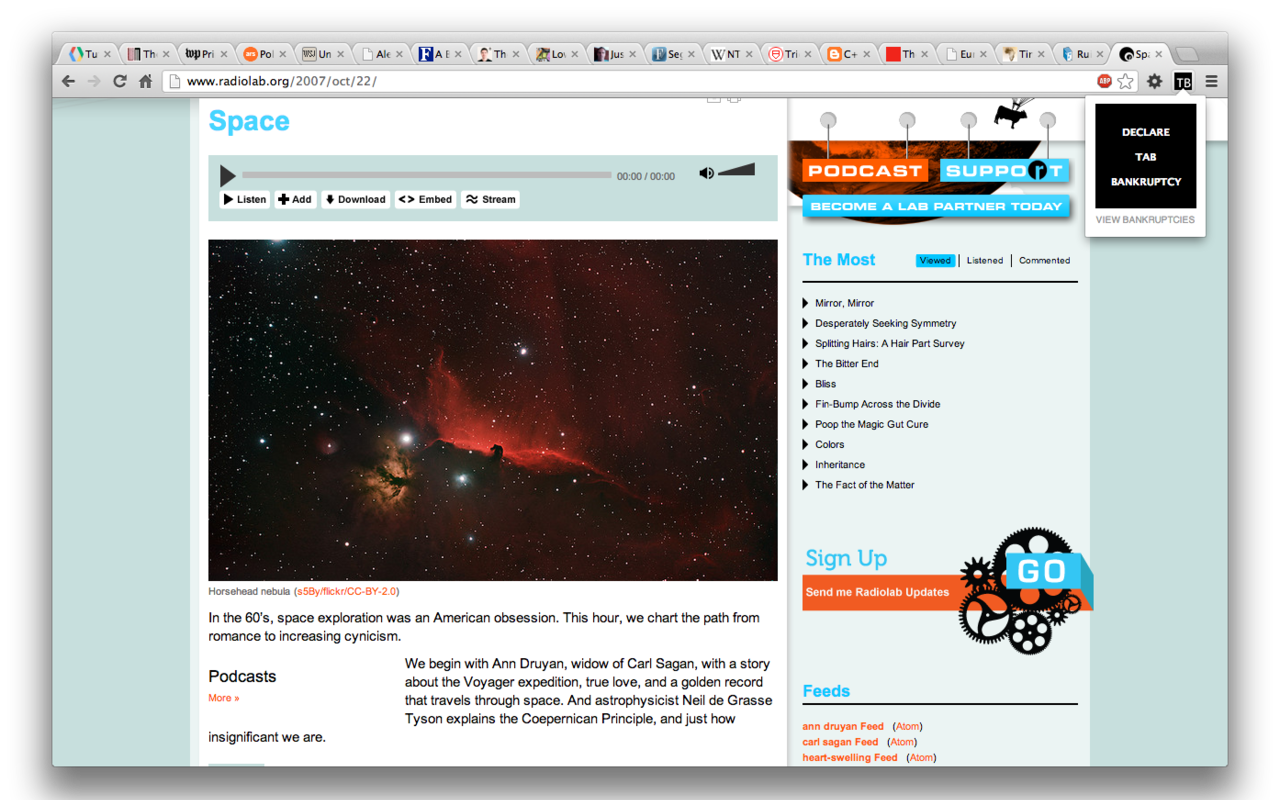 Tu
Th
Pri
Pol
Un
Ale
A E
Th
Lov
Jus
Seg
NT
Tri
C+
Th
Eur
Tir
Ru
Spa
www.radiolab.org/2007/oct/22/
ABP
TB
DECLARE
TAB
BANKRUPTCY
VIEW BANKRUPTCIES
Space
00:00 / 00:00
Listen
Add
Download
Embed
Stream
Horsehead nebula (s5By/flickr/CC-BY-2.0)
In the 60's, space exploration was an American obsession. This hour, we chart the path from
romance to increasing cynicism.
Podcasts
More »
We begin with Ann Druyan, widow of Carl Sagan, with a story
about the Voyager expedition, true love, and a golden record
that travels through space. And astrophysicist Neil de Grasse
Tyson explains the Coepernican Principle, and just how
insignificant we are.
PODCAST
SUPPORT
BECOME A LAB PARTNER TODAY
The Most
Viewed
Listened
Commented
Mirror, Mirror
Desperately Seeking Symmetry
Splitting Hairs: A Hair Part Survey
The Bitter End
Bliss
Fin-Bump Across the Divide
Poop the Magic Gut Cure
Colors
Inheritance
The Fact of the Matter
Sign Up
GO
Send me Radiolab Updates
Feeds
ann druyan Feed (Atom)
carl sagan Feed (Atom)
heart-swelling Feed (Atom)